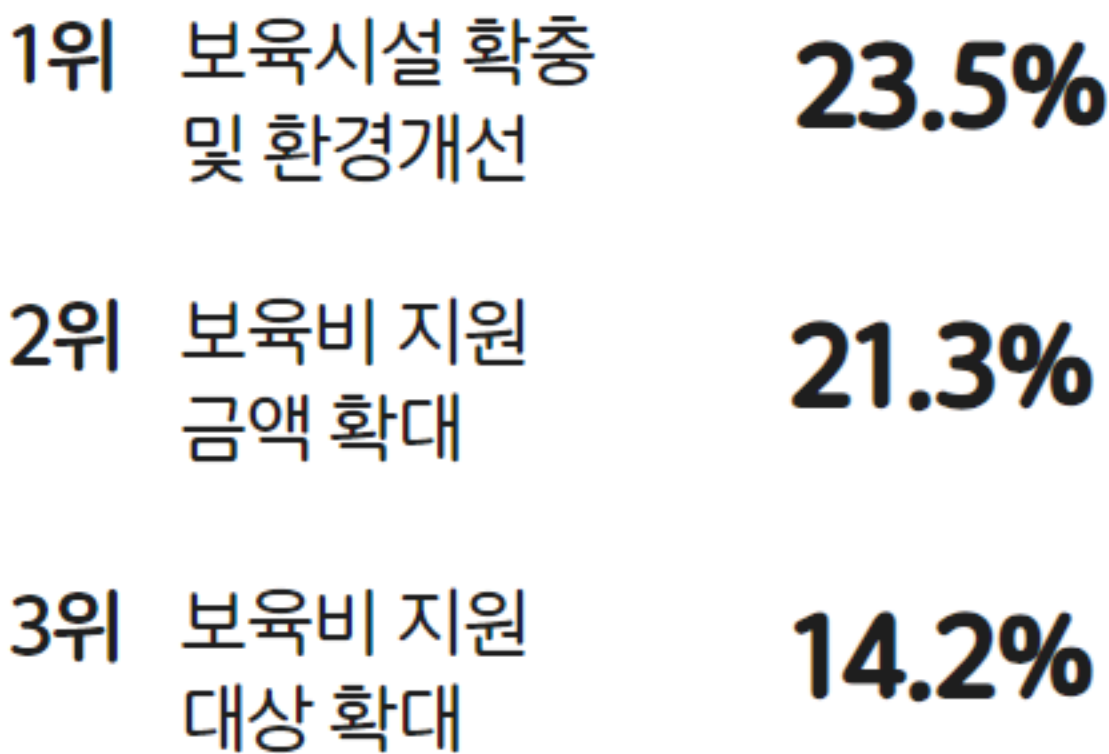 1위 보육시설 확충 23.5%
및 환경개선
2위 보육비 지원 21.3%
금액 확대
3위 보육비 지원 14.2%
대상 확대